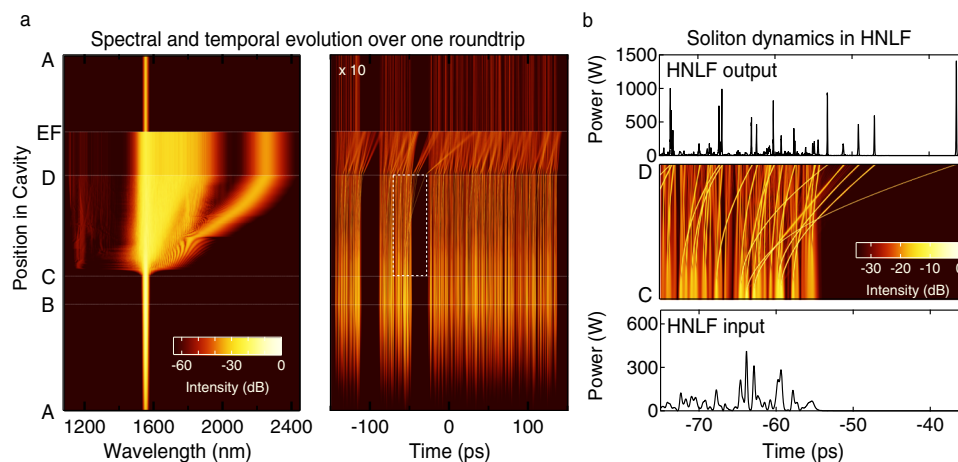 a
Spectral and temporal evolution over one roundtrip
A
EF
D
C
B
A
Position in Cavity
x 10
-60 -30 0
Intensity (dB)
1200 1600 2000 2400
Wavelength (nm)
-100 0 100
Time (ps)
b
Soliton dynamics in HNLF
1500
1000
500
0
Power (W)
HNLF output
D
C
-30 -20 -10 0
Intensity (dB)
600
300
0
Power (W)
HNLF input
-70 -60 -50 -40
Time (ps)